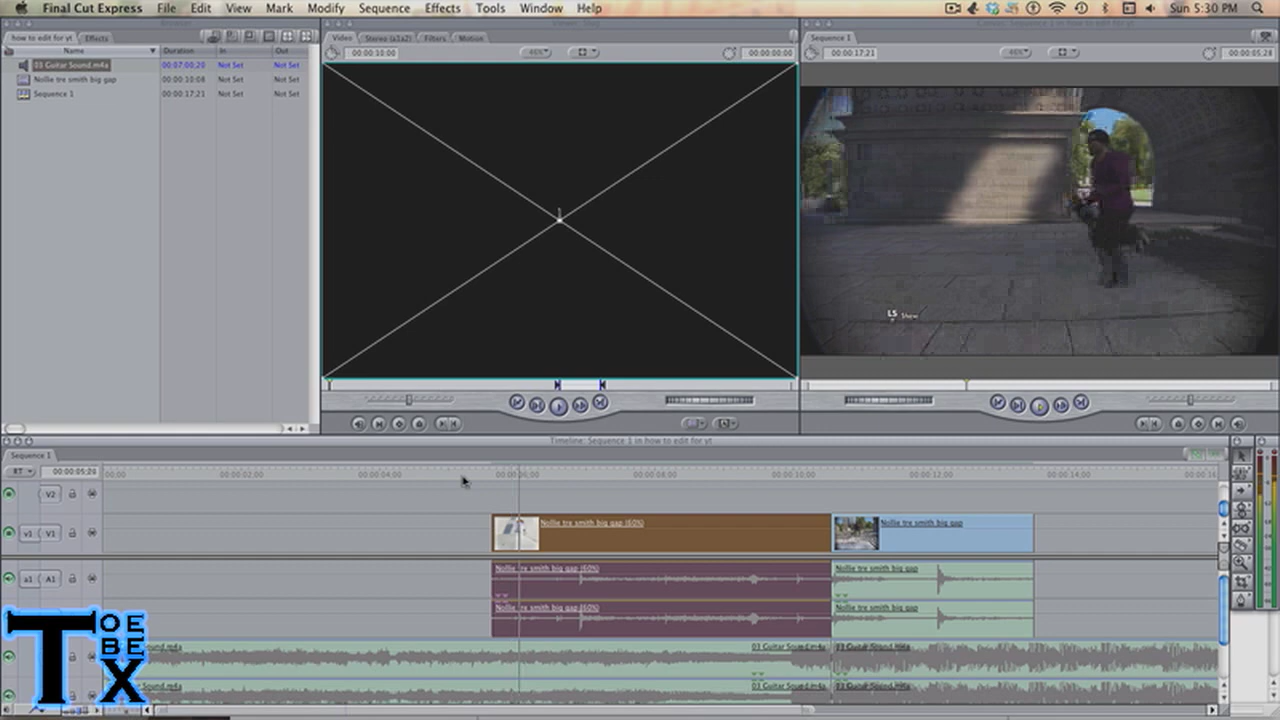 Final Cut Express File Edit View Mark Modify Sequence Effects Tools Window Help Sun 5:30 PM
how to edit for yt Effects
Name Duration In Out
03 Guitar Sound.m4a 00:07:00;20 Not Set Not Set
Nollie tre smith big gap 00:00:10:08 Not Set Not Set
Sequence 1 00:00:17;21 Not Set Not Set
Video Stereo (a1a2) Filters Motion
00:00:10:00 00:00:00:00
Sequence 1
00:00:17;21 00:00:05;28
LS Show
Timeline: Sequence 1 in how to edit for yt
Sequence 1
RT 00:00:05;28
00:00 00:00:02;00 00:00:04;00 00:00:06;00 00:00:08;00 00:00:10;00 00:00:12;00 00:00:14;00 00:00:16
V2
v1 V1 Nollie tre smith big gap (60%) Nollie tre smith big gap
a1 A1 Nollie tre smith big gap (60%) Nollie tre smith big gap
Nollie tre smith big gap (60%) Nollie tre smith big gap
Sound.m4a 03 Guitar Sound.m4a 03 Guitar Sound.m4a
Sound.m4a 03 Guitar Sound.m4a 03 Guitar Sound.m4a
TOE
BEX